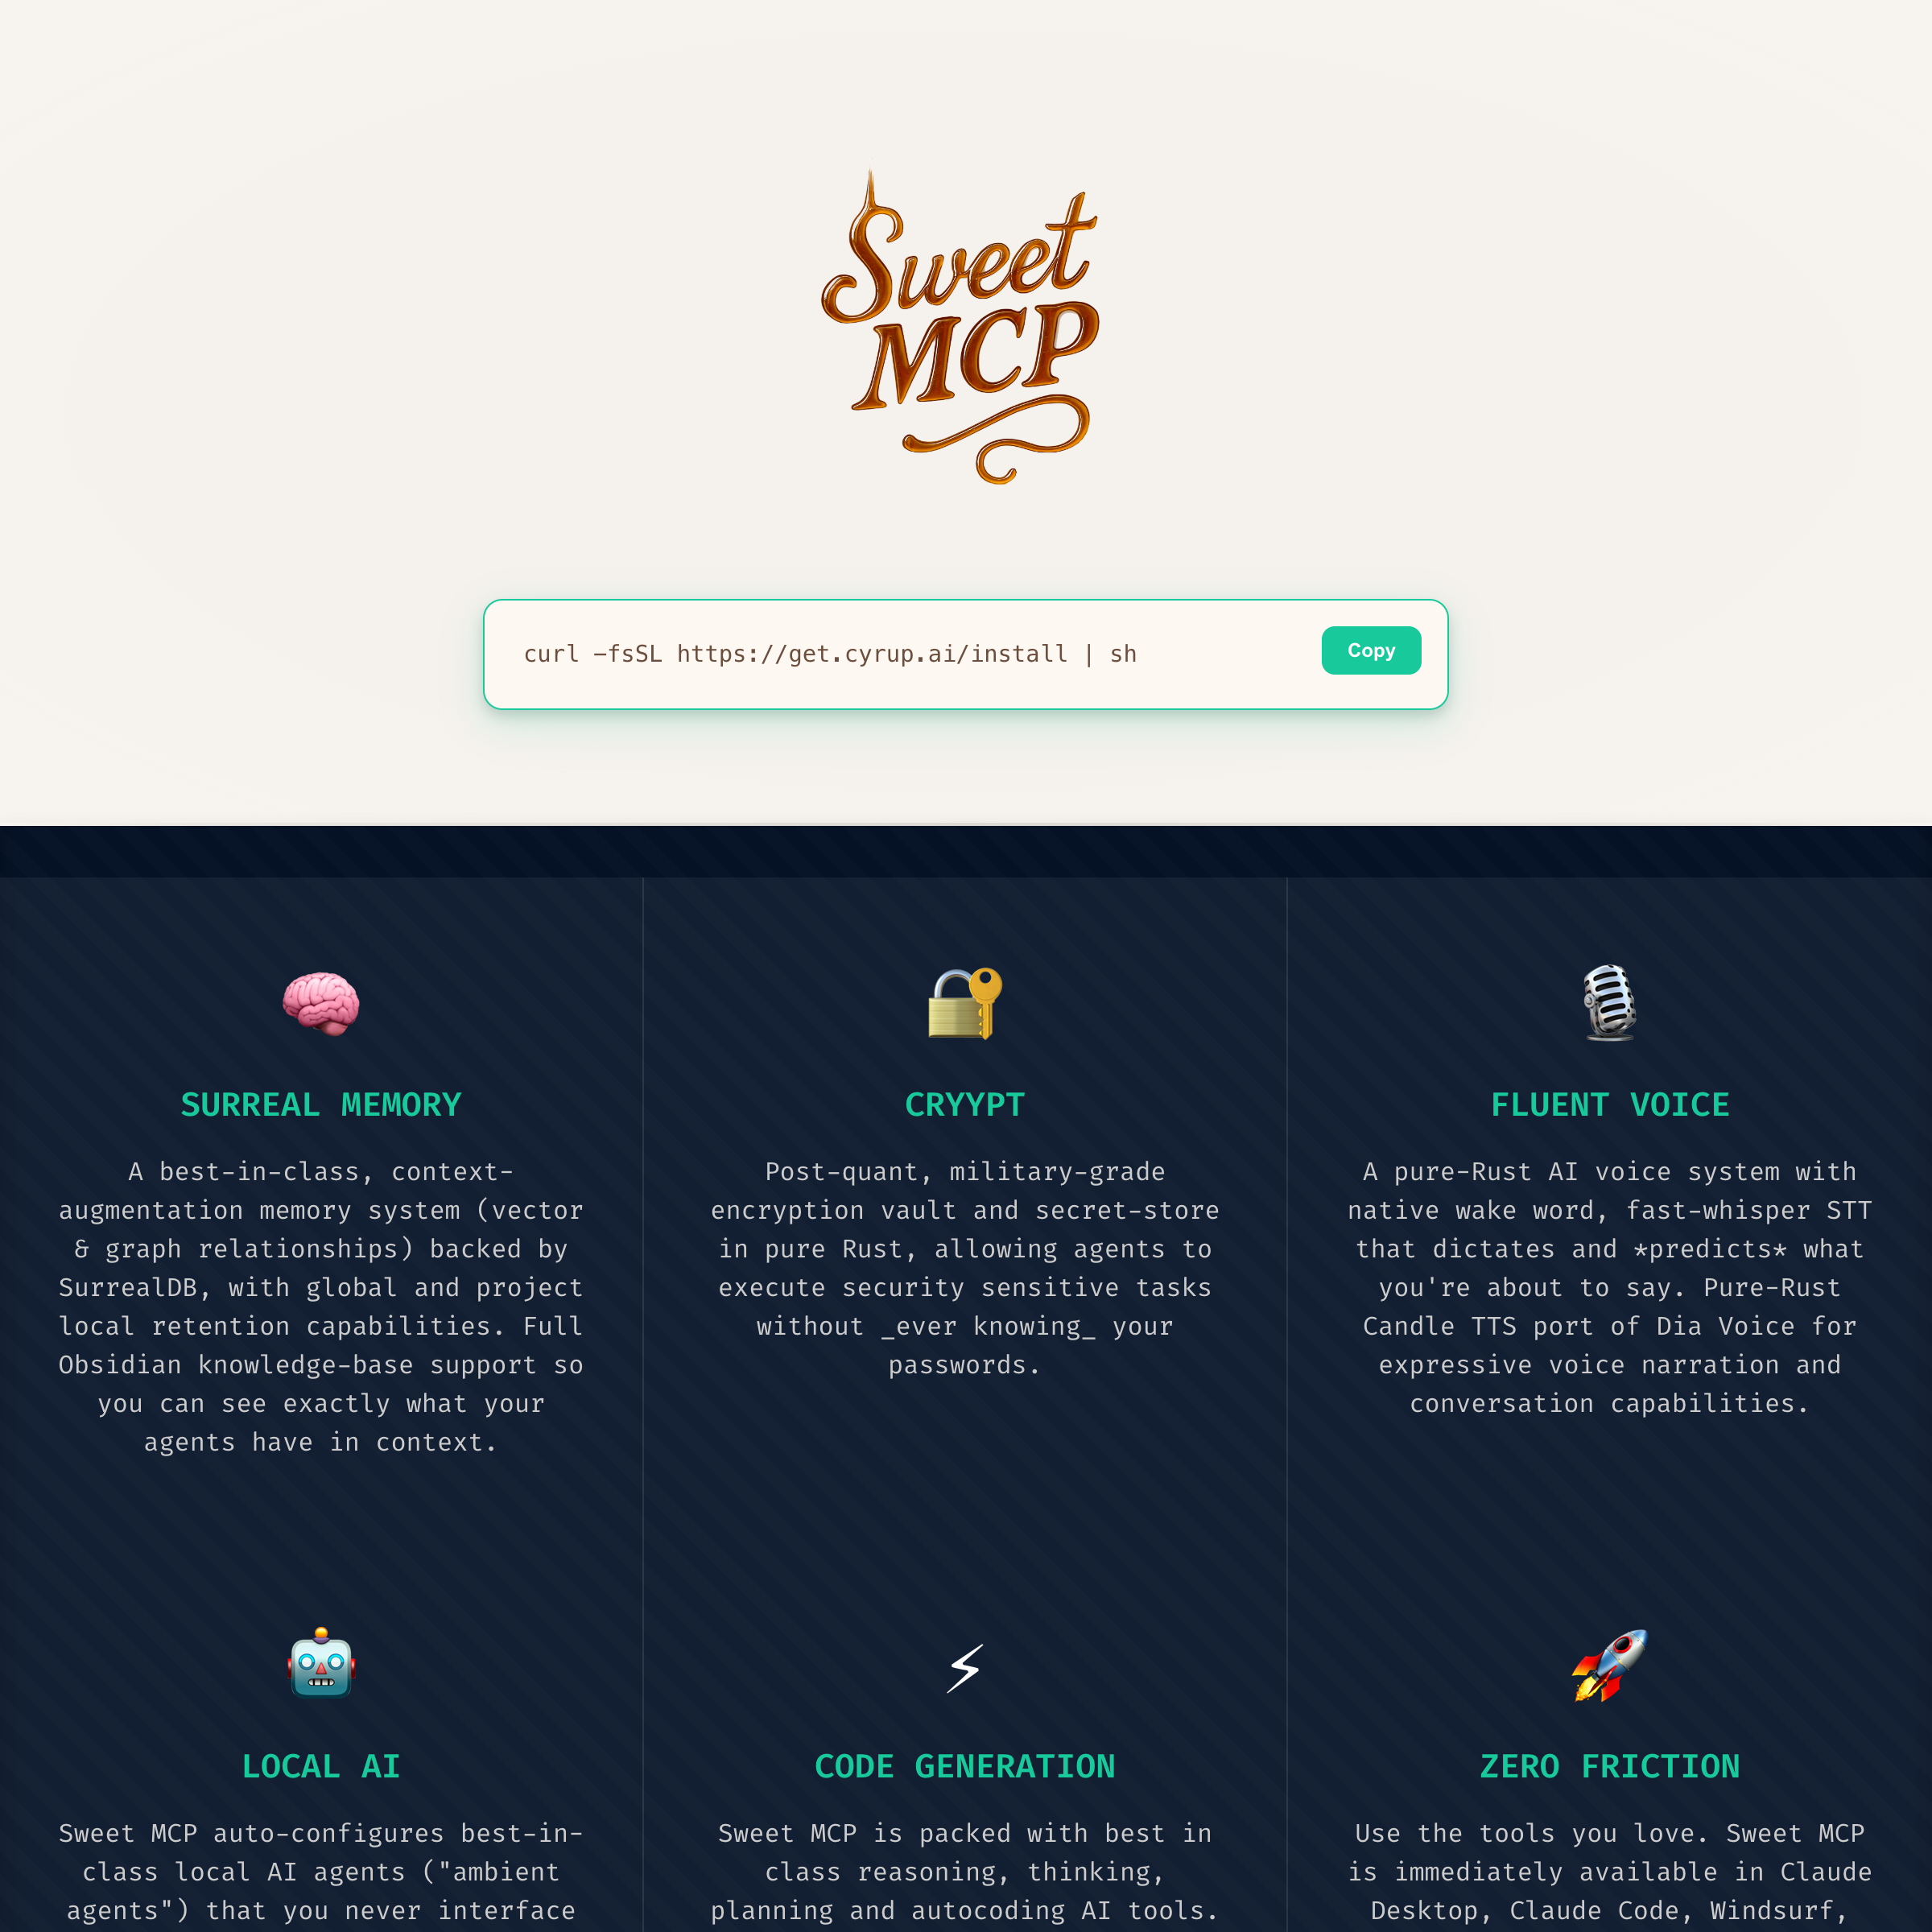 Sweet
MCP
curl -fsSL https://get.cyrup.ai/install | sh
Copy
SURREAL MEMORY
A best-in-class, context-
augmentation memory system (vector
& graph relationships) backed by
SurrealDB, with global and project
local retention capabilities. Full
Obsidian knowledge-base support so
you can see exactly what your
agents have in context.
CRYYPT
Post-quant, military-grade
encryption vault and secret-store
in pure Rust, allowing agents to
execute security sensitive tasks
without _ever knowing_ your
passwords.
FLUENT VOICE
A pure-Rust AI voice system with
native wake word, fast-whisper STT
that dictates and *predicts* what
you're about to say. Pure-Rust
Candle TTS port of Dia Voice for
expressive voice narration and
conversation capabilities.
LOCAL AI
Sweet MCP auto-configures best-in-
class local AI agents ("ambient
agents") that you never interface
CODE GENERATION
Sweet MCP is packed with best in
class reasoning, thinking,
planning and autocoding AI tools.
ZERO FRICTION
Use the tools you love. Sweet MCP
is immediately available in Claude
Desktop, Claude Code, Windsurf,